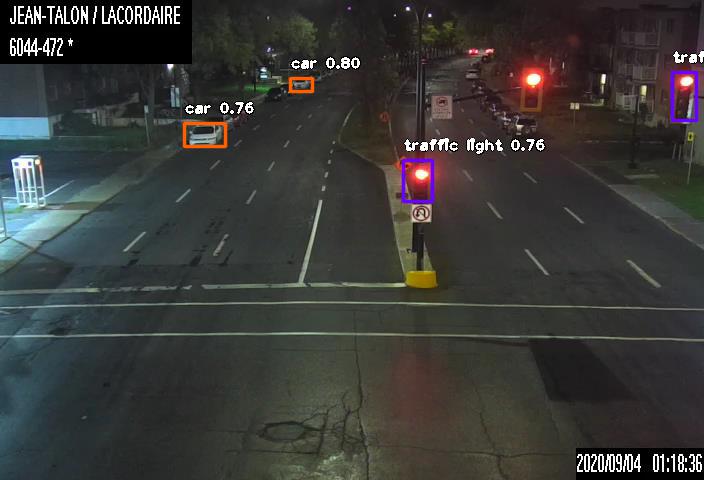 JEAN-TALON / LACORDAIRE
6044-472 *
car 0.80
traf
car 0.76
traffic light 0.76
2020/09/04 01:18:36